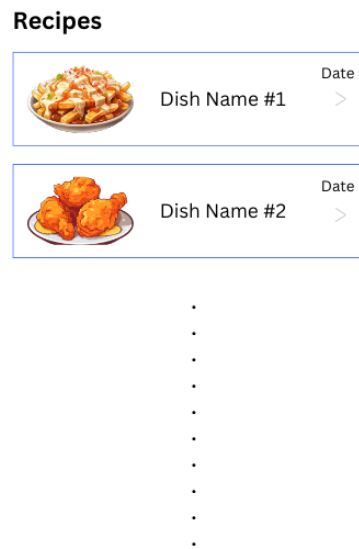 Recipes
Date
Dish Name #1
>
Date
Dish Name #2
>
.
.
.
.
.
.
.
.
.
.